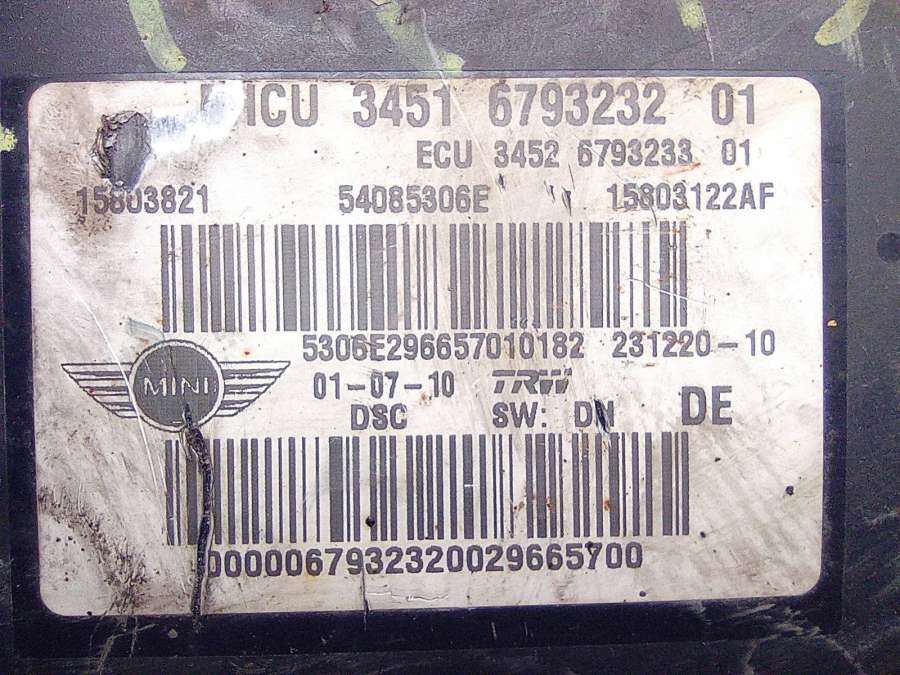 HCU 3451 6793232 01
ECU 3452 6793233 01
15803821 54085306E 15803122AF
5306E296657010182 231220-10
MINI 01-07-10 TRW
DSC SW: DN DE
0000067932320029665700